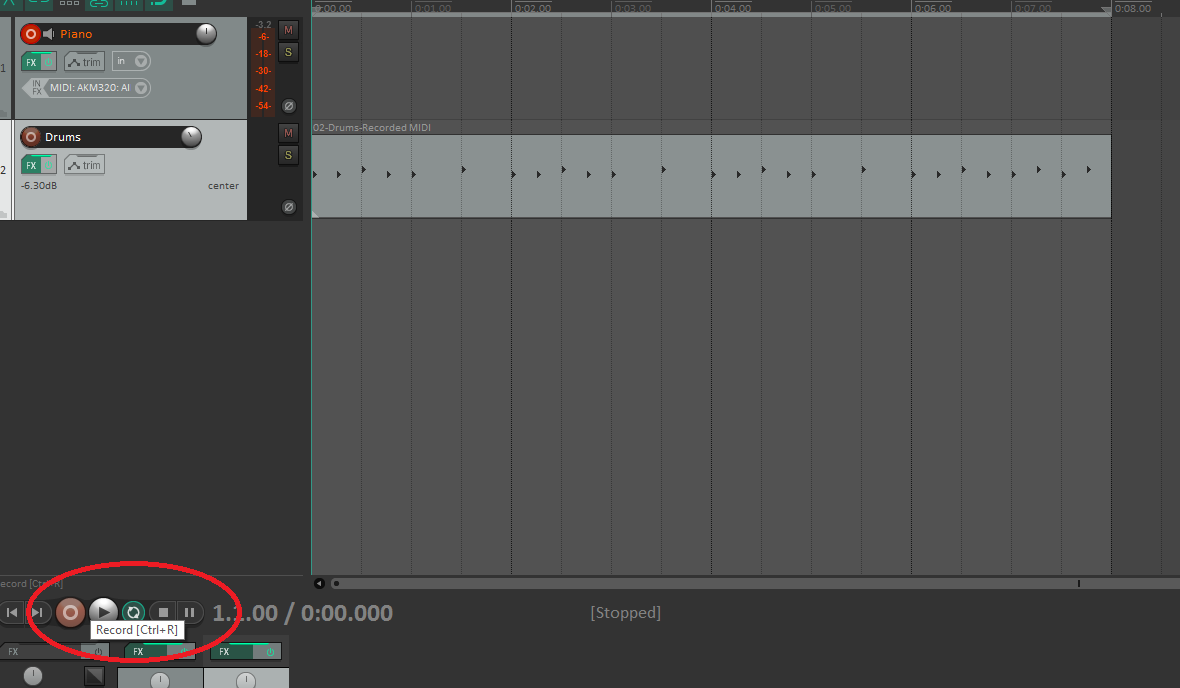 0:00.00 0:01.00 0:02.00 0:03.00 0:04.00 0:05.00 0:06.00 0:07.00 0:08.00
1 Piano -3.2 M
-6-
FX trim in -18- S
-30-
IN FX MIDI: AKM320: Al -42-
-54- Ø
02-Drums-Recorded MIDI
Drums M
2 FX trim S
-6.30dB center
Ø
ecord [Ctrl+R]
1.1.00 / 0:00.000 [Stopped]
Record [Ctrl+R]
FX FX FX